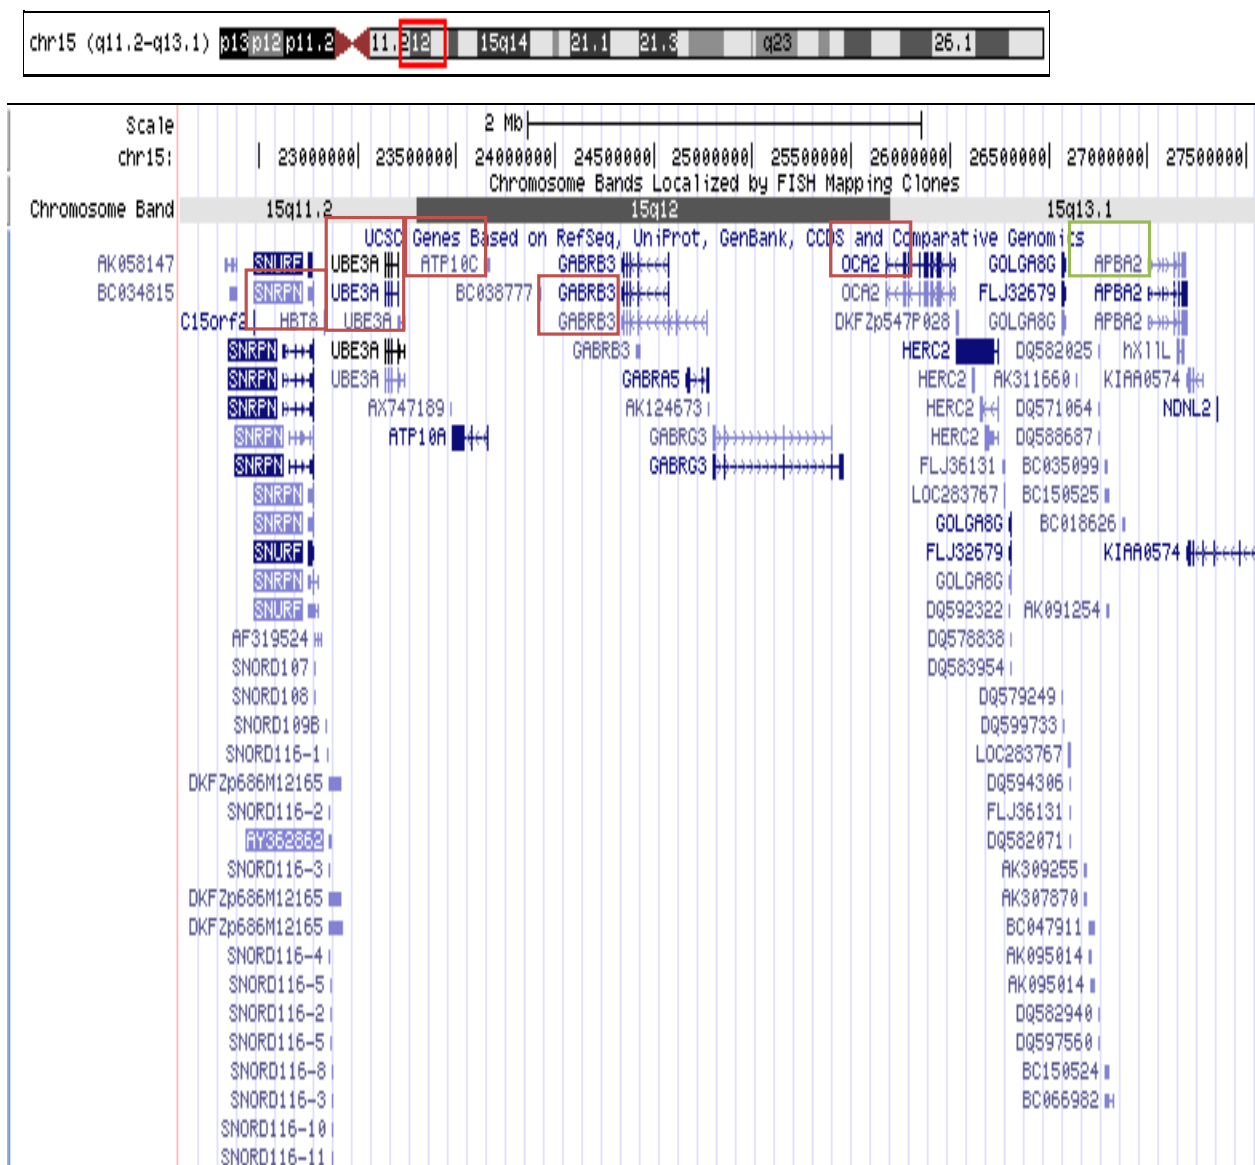 chr15 (q11.2-q13.1) p13 p12 p11.2 11.2 12 15q14 21.1 21.3 q23 26.1
Scale 2 Mb
chr15: 23000000 23500000 24000000 24500000 25000000 25500000 26000000 26500000 27000000 27500000
Chromosome Bands Localized by FISH Mapping Clones
Chromosome Band 15q11.2 15q12 15q13.1
UCSC Genes Based on RefSeq, UniProt, GenBank, CCDS and Comparative Genomics
AK058147 SNURF UBE3A ATP10C GABRB3 OCA2 GOLGA8G APBA2
BC034815 SNRPN UBE3A BC038777 GABRB3 OCA2 FLJ32679 APBA2
C15orf2 HBT8 UBE3A GABRB3 DKFZp547P028 GOLGA8G APBA2
SNRPN UBE3A GABRB3 HERC2 DQ582025 hX11L
SNRPN UBE3A GABRA5 HERC2 AK311660 KIAA0574
SNRPN AX747189 AK124673 HERC2 DQ571064 NDNL2
SNRPN ATP10A GABRG3 HERC2 DQ588687
SNRPN GABRG3 FLJ36131 BC035099
SNRPN LOC283767 BC150525
SNRPN GOLGA8G BC018626
SNURF FLJ32679 KIAA0574
SNRPN GOLGA8G
SNURF DQ592322 AK091254
AF319524 DQ578838
SNORD107 DQ583954
SNORD108 DQ579249
SNORD109B DQ599733
SNORD116-1 LOC283767
DKFZp686M12165 DQ594306
SNORD116-2 FLJ36131
AY362862 DQ582071
SNORD116-3 AK309255
DKFZp686M12165 AK307870
DKFZp686M12165 BC047911
SNORD116-4 AK095014
SNORD116-5 AK095014
SNORD116-2 DQ582940
SNORD116-5 DQ597560
SNORD116-8 BC150524
SNORD116-3 BC066982
SNORD116-10
SNORD116-11